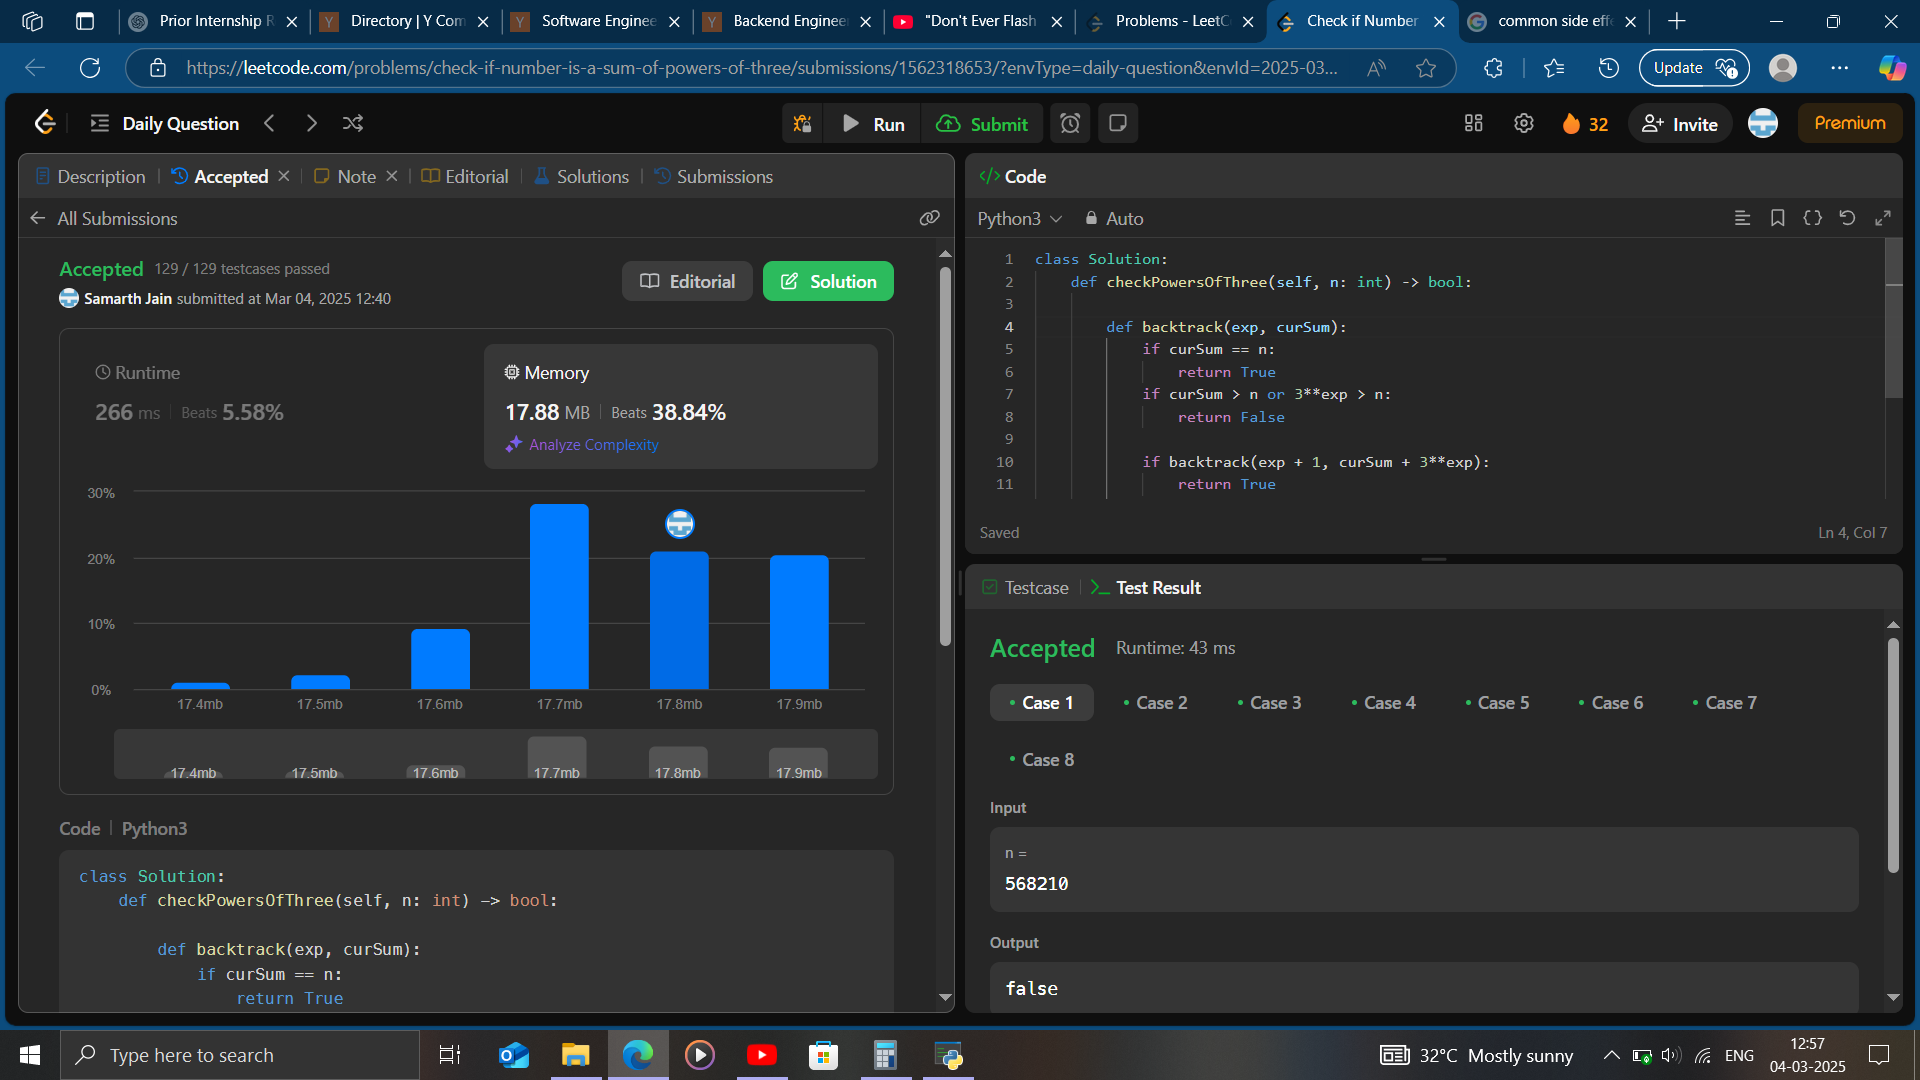 Prior Internship R
Directory | Y Com
Software Enginee
Backend Engineer
"Don't Ever Flash
Problems - LeetC
Check if Number
common side effe
https://leetcode.com/problems/check-if-number-is-a-sum-of-powers-of-three/submissions/1562318653/?envType=daily-question&envId=2025-03...
Update
Daily Question
Run
Submit
32
Invite
Premium
Description
Accepted
Note
Editorial
Solutions
Submissions
All Submissions
Accepted 129 / 129 testcases passed
Samarth Jain submitted at Mar 04, 2025 12:40
Editorial
Solution
Runtime
266 ms | Beats 5.58%
Memory
17.88 MB | Beats 38.84%
Analyze Complexity
30%
20%
10%
0%
17.4mb 17.5mb 17.6mb 17.7mb 17.8mb 17.9mb
17.4mb 17.5mb 17.6mb 17.7mb 17.8mb 17.9mb
Code | Python3
class Solution:
def checkPowersOfThree(self, n: int) -> bool:
def backtrack(exp, curSum):
if curSum == n:
return True
</> Code
Python3
Auto
1 class Solution:
2 def checkPowersOfThree(self, n: int) -> bool:
3
4 def backtrack(exp, curSum):
5 if curSum == n:
6 return True
7 if curSum > n or 3**exp > n:
8 return False
9
10 if backtrack(exp + 1, curSum + 3**exp):
11 return True
Saved
Ln 4, Col 7
Testcase
Test Result
Accepted Runtime: 43 ms
Case 1 Case 2 Case 3 Case 4 Case 5 Case 6 Case 7
Case 8
Input
n =
568210
Output
false
Type here to search
32°C Mostly sunny
ENG
12:57
04-03-2025